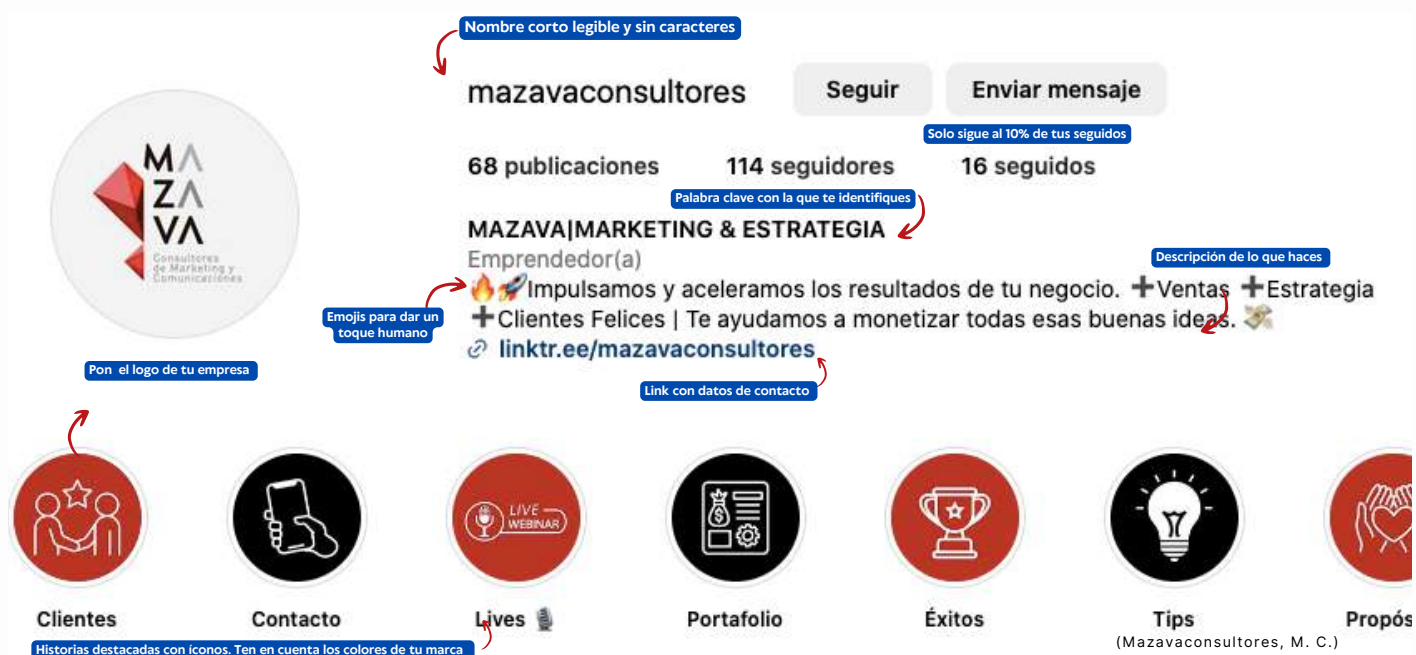 Nombre corto legible y sin caracteres
mazavaconsultores
Seguir
Enviar mensaje
Solo sigue al 10% de tus seguidos
68 publicaciones
114 seguidores
16 seguidos
Palabra clave con la que te identifiques
MAZAVA|MARKETING & ESTRATEGIA
Emprendedor(a)
Descripción de lo que haces
🔥🚀Impulsamos y aceleramos los resultados de tu negocio. ➕Ventas ➕Estrategia
➕Clientes Felices | Te ayudamos a monetizar todas esas buenas ideas. 💸
Emojis para dar un
toque humano
linktr.ee/mazavaconsultores
Link con datos de contacto
MA
ZA
VA
Consultores
de Marketing y
Comunicaciones
Pon el logo de tu empresa
LIVE
WEBINAR
$
Clientes
Contacto
Lives 🎙️
Portafolio
Éxitos
Tips
Propós
Historias destacadas con íconos. Ten en cuenta los colores de tu marca
(Mazavaconsultores, M. C.)